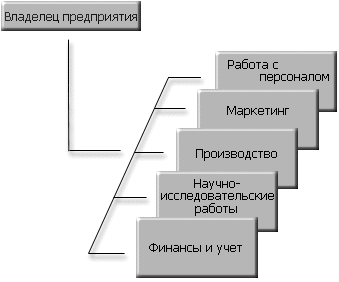 Владелец предприятия
Работа с
персоналом
Маркетинг
Производство
Научно-
исследовательские
работы
Финансы и учет